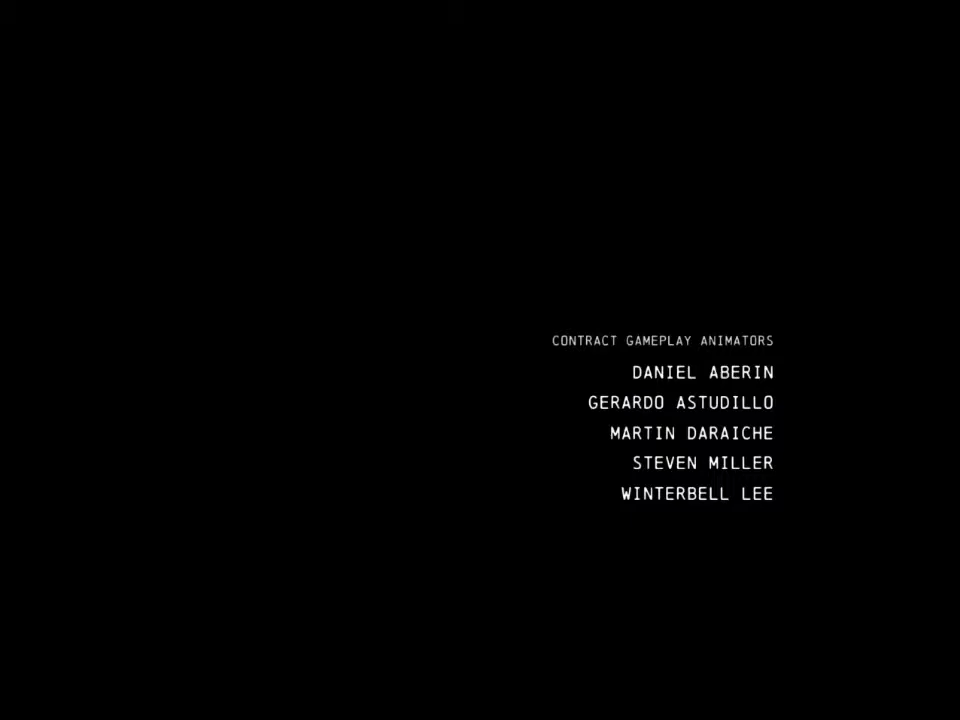 CONTRACT GAMEPLAY ANIMATORS
DANIEL ABERIN
GERARDO ASTUDILLO
MARTIN DARAICHE
STEVEN MILLER
WINTERBELL LEE